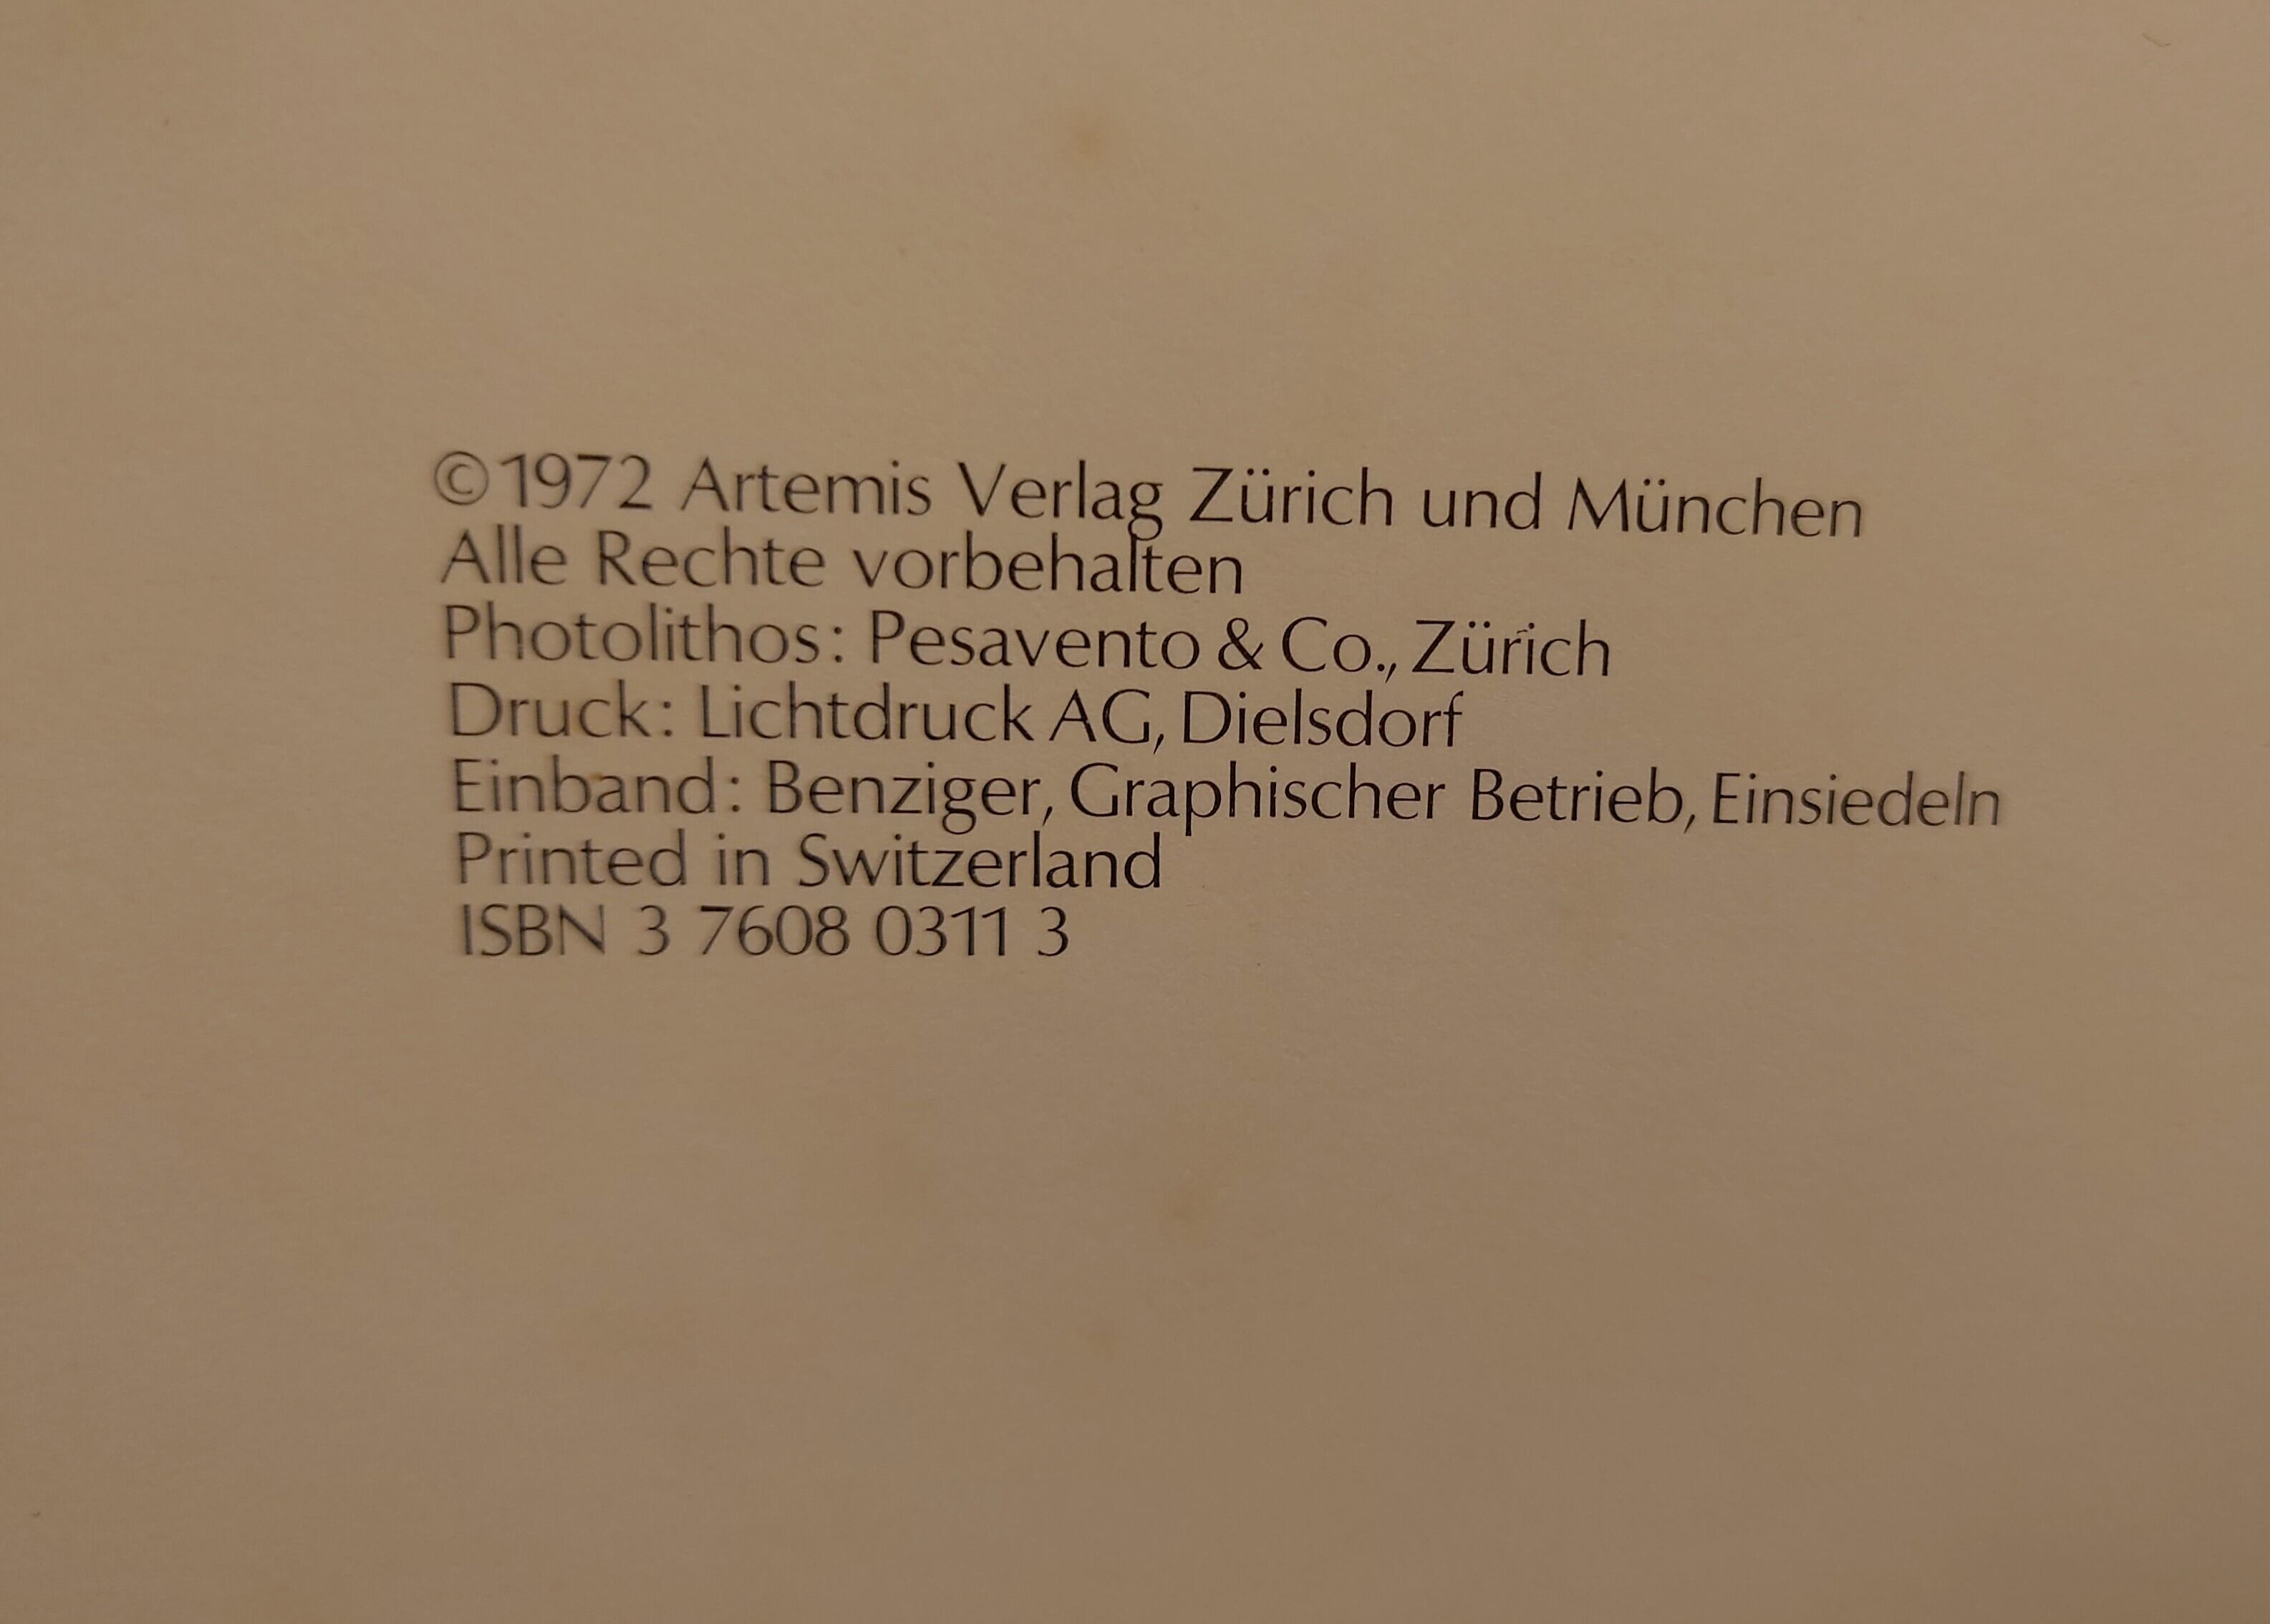 ©1972 Artemis Verlag Zürich und München
Alle Rechte vorbehalten
Photolithos: Pesavento & Co., Zürich
Druck: Lichtdruck AG, Dielsdorf
Einband: Benziger, Graphischer Betrieb, Einsiedeln
Printed in Switzerland
ISBN 3 7608 0311 3